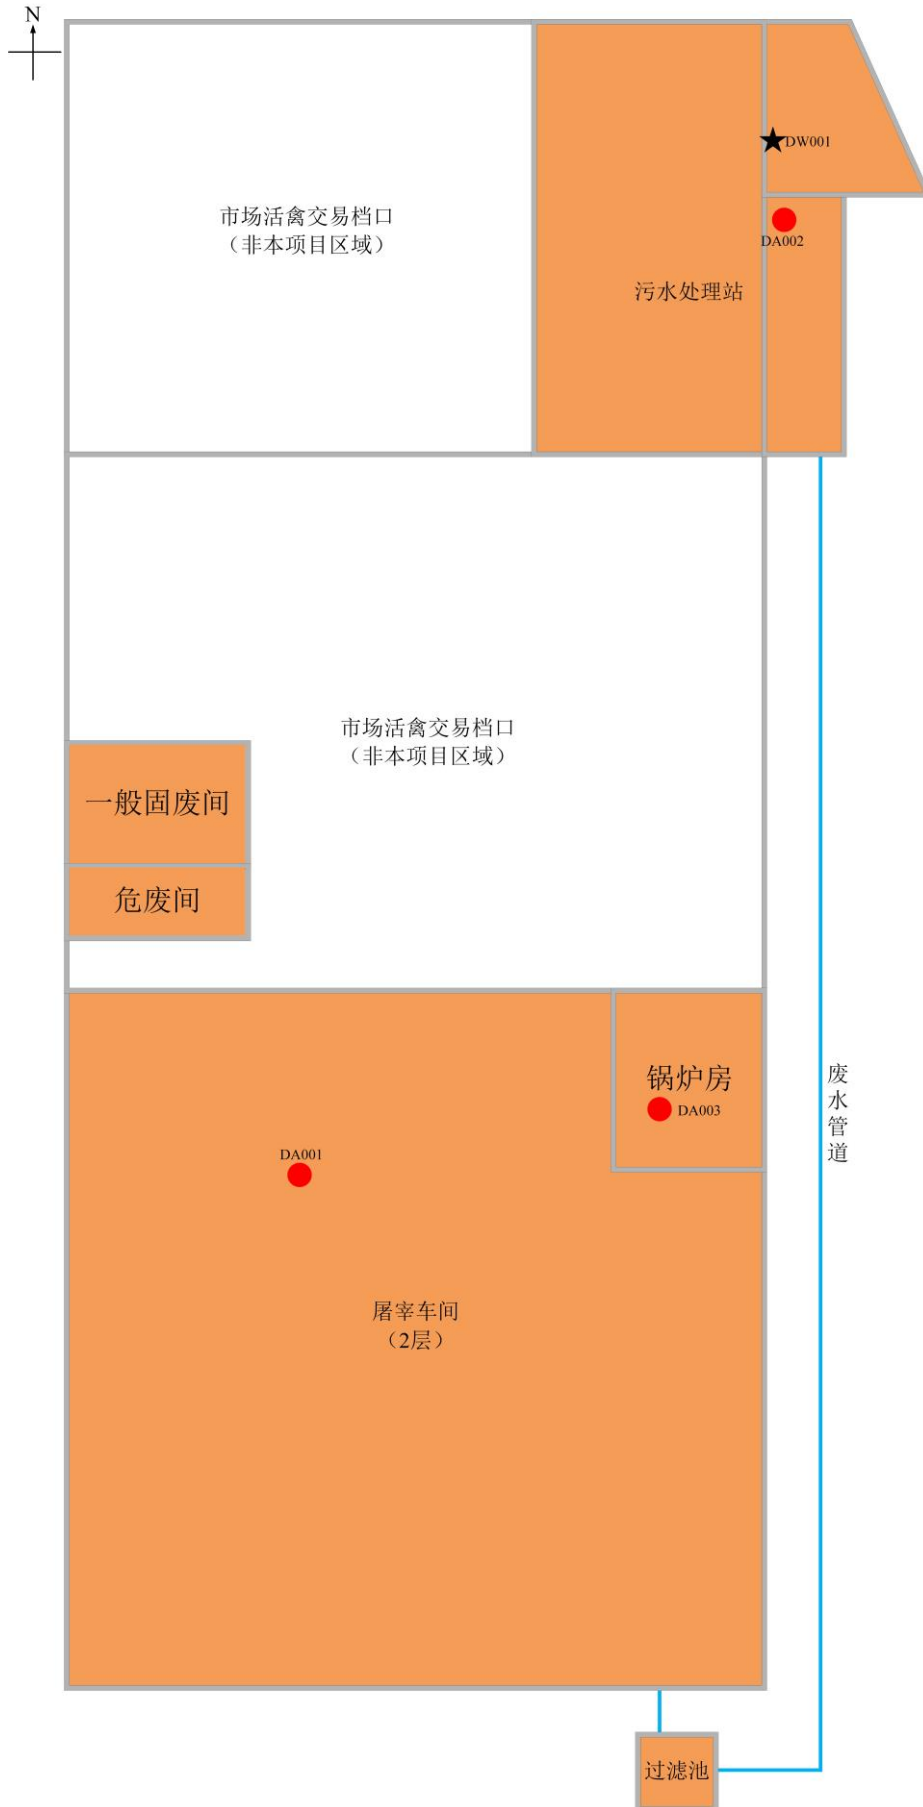 N
DW001
市场活禽交易档口
（非本项目区域）
DA002
污水处理站
市场活禽交易档口
（非本项目区域）
一般固废间
危废间
锅炉房
DA003
废水管道
DA001
屠宰车间
（2层）
过滤池